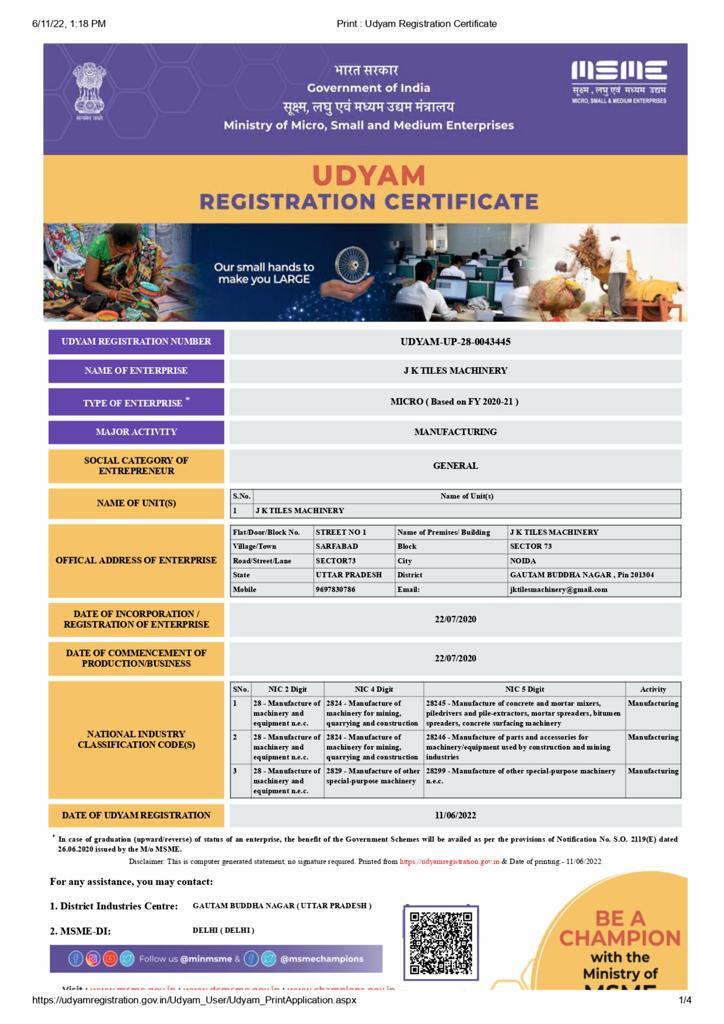 6/11/22, 1:18 PM Print : Udyam Registration Certificate
भारत सरकार
Government of India
सूक्ष्म, लघु एवं मध्यम उद्यम मंत्रालय
Ministry of Micro, Small and Medium Enterprises
सत्यमेव जयते
MSME
सूक्ष्म, लघु एवं मध्यम उद्यम
MICRO, SMALL & MEDIUM ENTERPRISES
UDYAM
REGISTRATION CERTIFICATE
Our small hands to
make you LARGE
UDYAM REGISTRATION NUMBER UDYAM-UP-28-0043445
NAME OF ENTERPRISE J K TILES MACHINERY
TYPE OF ENTERPRISE * MICRO ( Based on FY 2020-21 )
MAJOR ACTIVITY MANUFACTURING
SOCIAL CATEGORY OF
ENTREPRENEUR
GENERAL
NAME OF UNIT(S)
S.No. Name of Unit(s)
1 J K TILES MACHINERY
OFFICAL ADDRESS OF ENTERPRISE
Flat/Door/Block No. STREET NO 1 Name of Premises/ Building J K TILES MACHINERY
Village/Town SARFABAD Block SECTOR 73
Road/Street/Lane SECTOR73 City NOIDA
State UTTAR PRADESH District GAUTAM BUDDHA NAGAR , Pin 201304
Mobile 9697830786 Email: jktilesmachinery@gmail.com
DATE OF INCORPORATION /
REGISTRATION OF ENTERPRISE
22/07/2020
DATE OF COMMENCEMENT OF
PRODUCTION/BUSINESS
22/07/2020
NATIONAL INDUSTRY
CLASSIFICATION CODE(S)
SNo. NIC 2 Digit NIC 4 Digit NIC 5 Digit Activity
1 28 - Manufacture of 2824 - Manufacture of 28245 - Manufacture of concrete and mortar mixers, Manufacturing
machinery and machinery for mining, piledrivers and pile-extractors, mortar spreaders, bitumen
equipment n.e.c. quarrying and construction spreaders, concrete surfacing machinery
2 28 - Manufacture of 2824 - Manufacture of 28246 - Manufacture of parts and accessories for Manufacturing
machinery and machinery for mining, machinery/equipment used by construction and mining
equipment n.e.c. quarrying and construction industries
3 28 - Manufacture of 2829 - Manufacture of other 28299 - Manufacture of other special-purpose machinery Manufacturing
machinery and special-purpose machinery n.e.c.
equipment n.e.c.
DATE OF UDYAM REGISTRATION 11/06/2022
* In case of graduation (upward/reverse) of status of an enterprise, the benefit of the Government Schemes will be availed as per the provisions of Notification No. S.O. 2119(E) dated
26.06.2020 issued by the M/o MSME.
Disclaimer: This is computer generated statement, no signature required. Printed from https://udyamregistration.gov.in & Date of printing:- 11/06/2022
For any assistance, you may contact:
1. District Industries Centre: GAUTAM BUDDHA NAGAR ( UTTAR PRADESH )
2. MSME-DI: DELHI ( DELHI )
Follow us @minmsme & @msmechampions
BE A
CHAMPION
with the
Ministry of
MSME
Visit : www.msme.gov.in ; www.dcmsme.gov.in ; www.champions.gov.in
https://udyamregistration.gov.in/Udyam_User/Udyam_PrintApplication.aspx 1/4